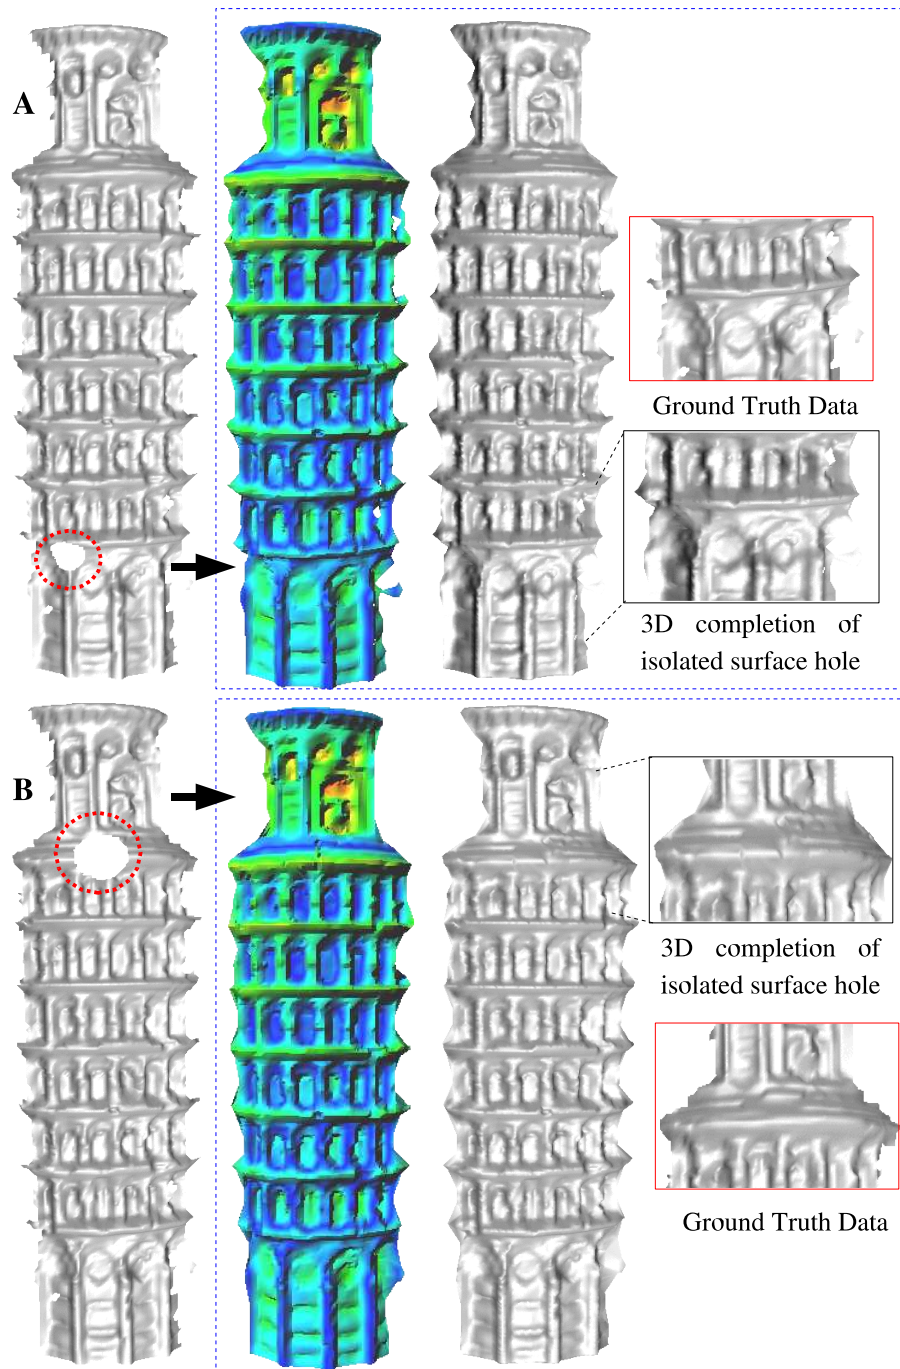 A
Ground Truth Data
3D completion of
isolated surface hole
B
3D completion of
isolated surface hole
Ground Truth Data